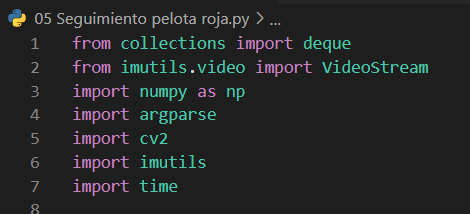 05 Seguimiento pelota roja.py > ...
1 from collections import deque
2 from imutils.video import VideoStream
3 import numpy as np
4 import argparse
5 import cv2
6 import imutils
7 import time
8